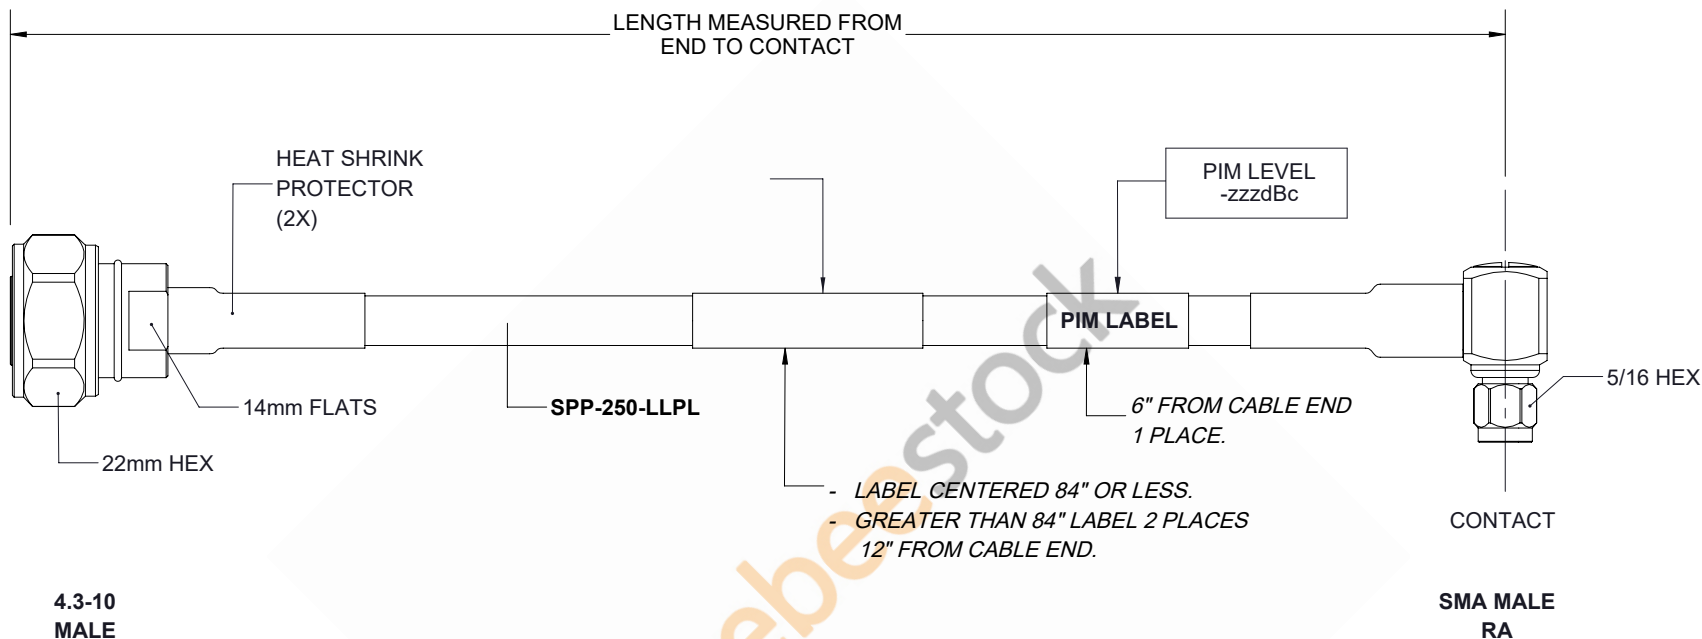 LENGTH MEASURED FROM
END TO CONTACT
HEAT SHRINK
PROTECTOR
(2X)
PIM LEVEL
-zzzdBc
PIM LABEL
5/16 HEX
14mm FLATS
SPP-250-LLPL
6" FROM CABLE END
1 PLACE.
22mm HEX
- LABEL CENTERED 84" OR LESS.
- GREATER THAN 84" LABEL 2 PLACES
12" FROM CABLE END.
CONTACT
4.3-10
MALE
SMA MALE
RA
ebeestock